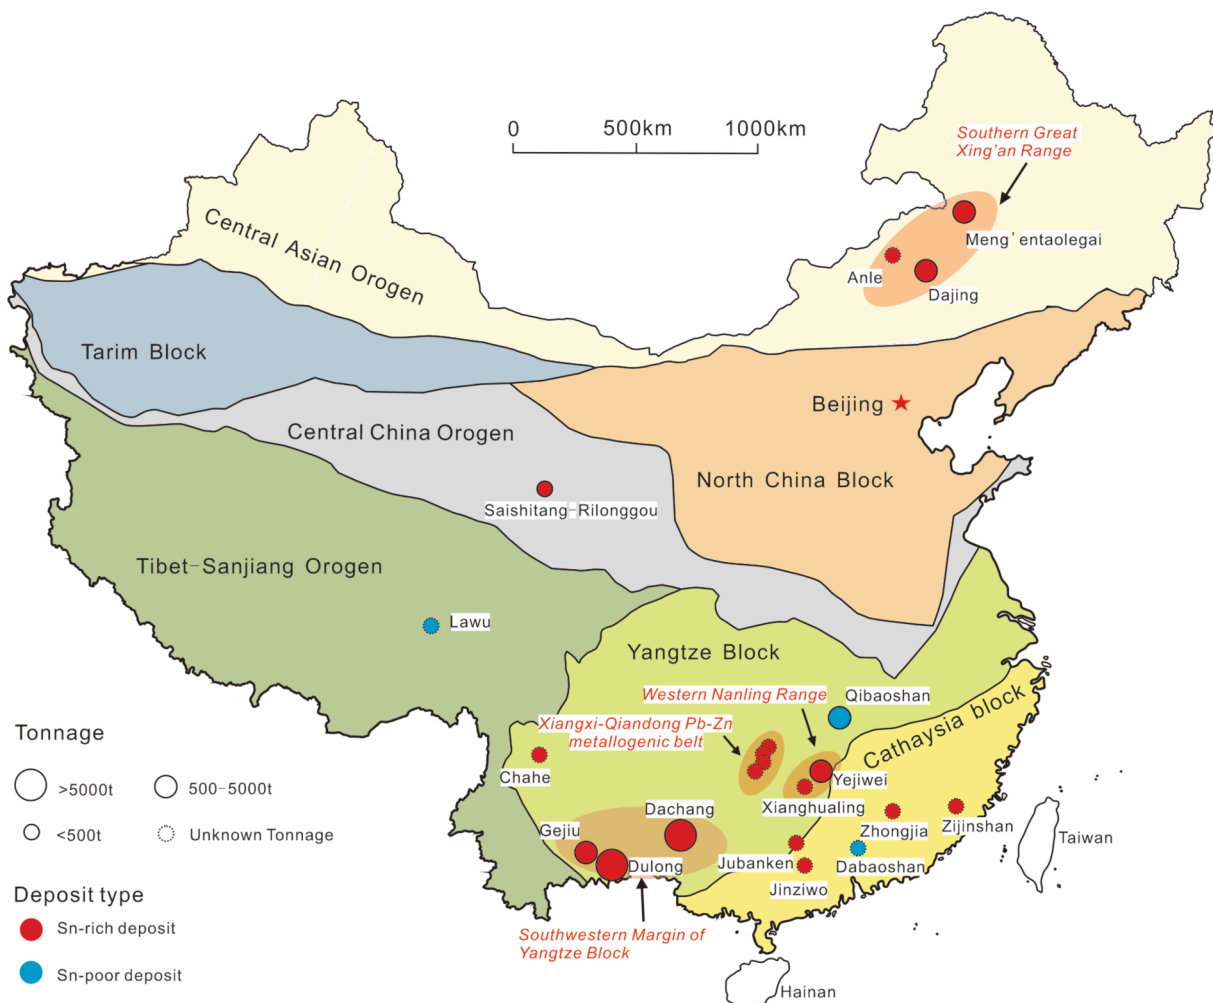 0 500km 1000km
Southern Great
Xing'an Range
Central Asian Orogen
Meng'entaolegai
Anle
Dajing
Tarim Block
Beijing
Central China Orogen
North China Block
Saishitang-Rilonggou
Tibet-Sanjiang Orogen
Lawu
Yangtze Block
Western Nanling Range
Qibaoshan
Xiangxi-Qiandong Pb-Zn
metallogenic belt
Cathaysia block
Chahe
Yejiwei
Xianghualing
Dachang
Gejiu
Zhongjia
Zijinshan
Taiwan
Dulong
Jubanken
Dabaoshan
Jinziwo
Southwestern Margin of
Yangtze Block
Hainan
Tonnage
>5000t
500-5000t
<500t
Unknown Tonnage
Deposit type
Sn-rich deposit
Sn-poor deposit